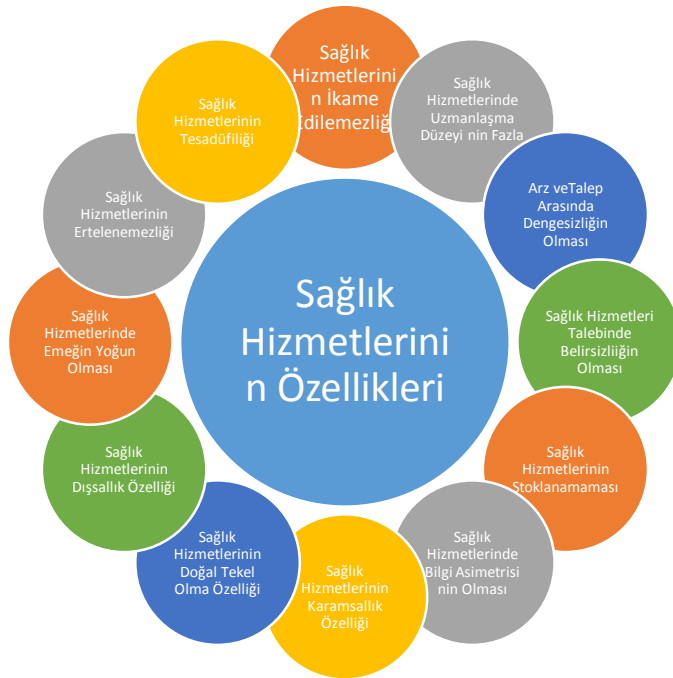 Sağlık
Hizmetlerini
n Özellikleri
Sağlık
Hizmetlerini
n İkame
Edilemezliği
Sağlık
Hizmetlerinde
Uzmanlaşma
Düzeyi nin Fazla
Arz veTalep
Arasında
Dengesizliğin
Olması
Sağlık Hizmetleri
Talebinde
Belirsizliğin
Olması
Sağlık
Hizmetlerinin
Stoklanamaması
Sağlık
Hizmetlerinde
Bilgi Asimetrisi
nin Olması
Sağlık
Hizmetlerinin
Karamsallık
Özelliği
Sağlık
Hizmetlerinin
Doğal Tekel
Olma Özelliği
Sağlık
Hizmetlerinin
Dışsallık Özelliği
Sağlık
Hizmetlerinde
Emeğin Yoğun
Olması
Sağlık
Hizmetlerinin
Ertelenemezliği
Sağlık
Hizmetlerinin
Tesadüfiliği